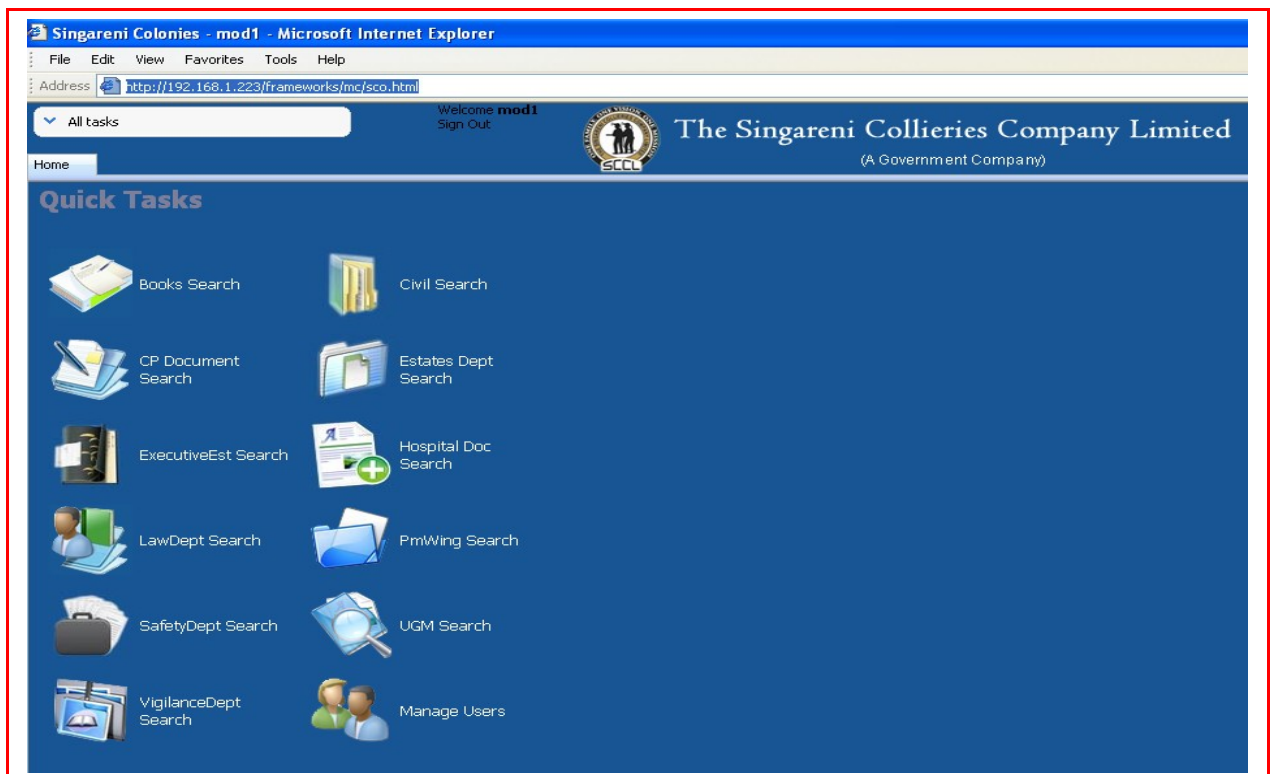 Singareni Colonies - mod1 - Microsoft Internet Explorer
File Edit View Favorites Tools Help
Address http://192.168.1.223/frameworks/mc/sco.html
All tasks
Welcome mod1
Sign Out
Home
SCCL
The Singareni Collieries Company Limited
(A Government Company)
Quick Tasks
Books Search
Civil Search
CP Document
Search
Estates Dept
Search
ExecutiveEst Search
Hospital Doc
Search
LawDept Search
PmWing Search
SafetyDept Search
UGM Search
VigilanceDept
Search
Manage Users